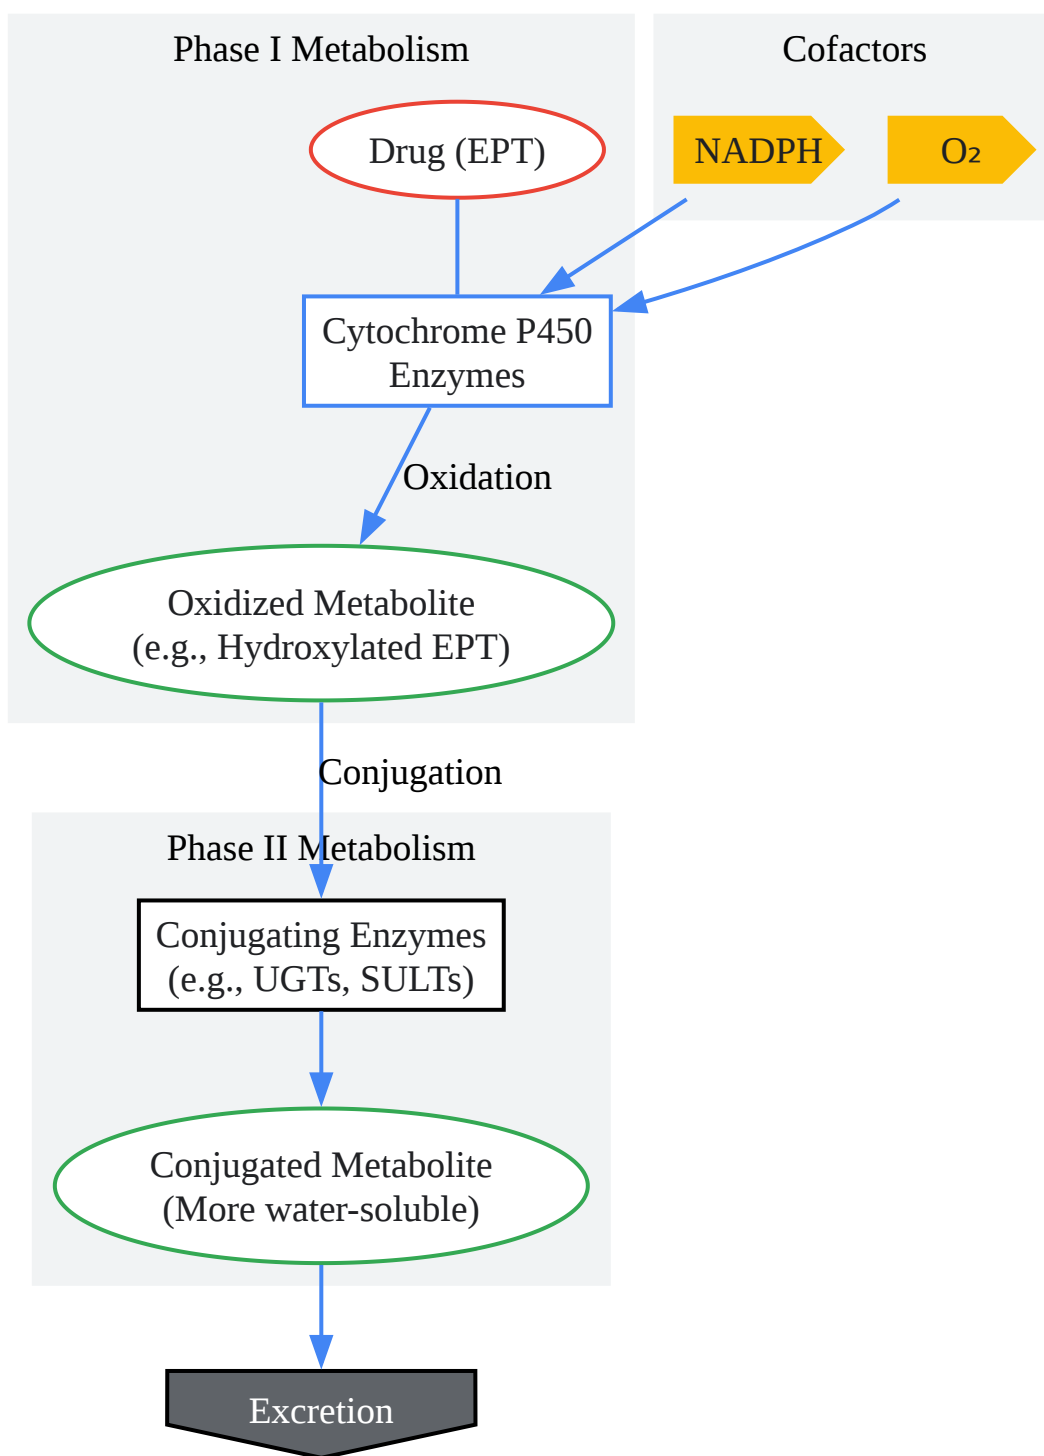 Phase I Metabolism
Cofactors
Drug (EPT)
NADPH
O₂
Cytochrome P450
Enzymes
Oxidation
Oxidized Metabolite
(e.g., Hydroxylated EPT)
Conjugation
Phase II Metabolism
Conjugating Enzymes
(e.g., UGTs, SULTs)
Conjugated Metabolite
(More water-soluble)
Excretion